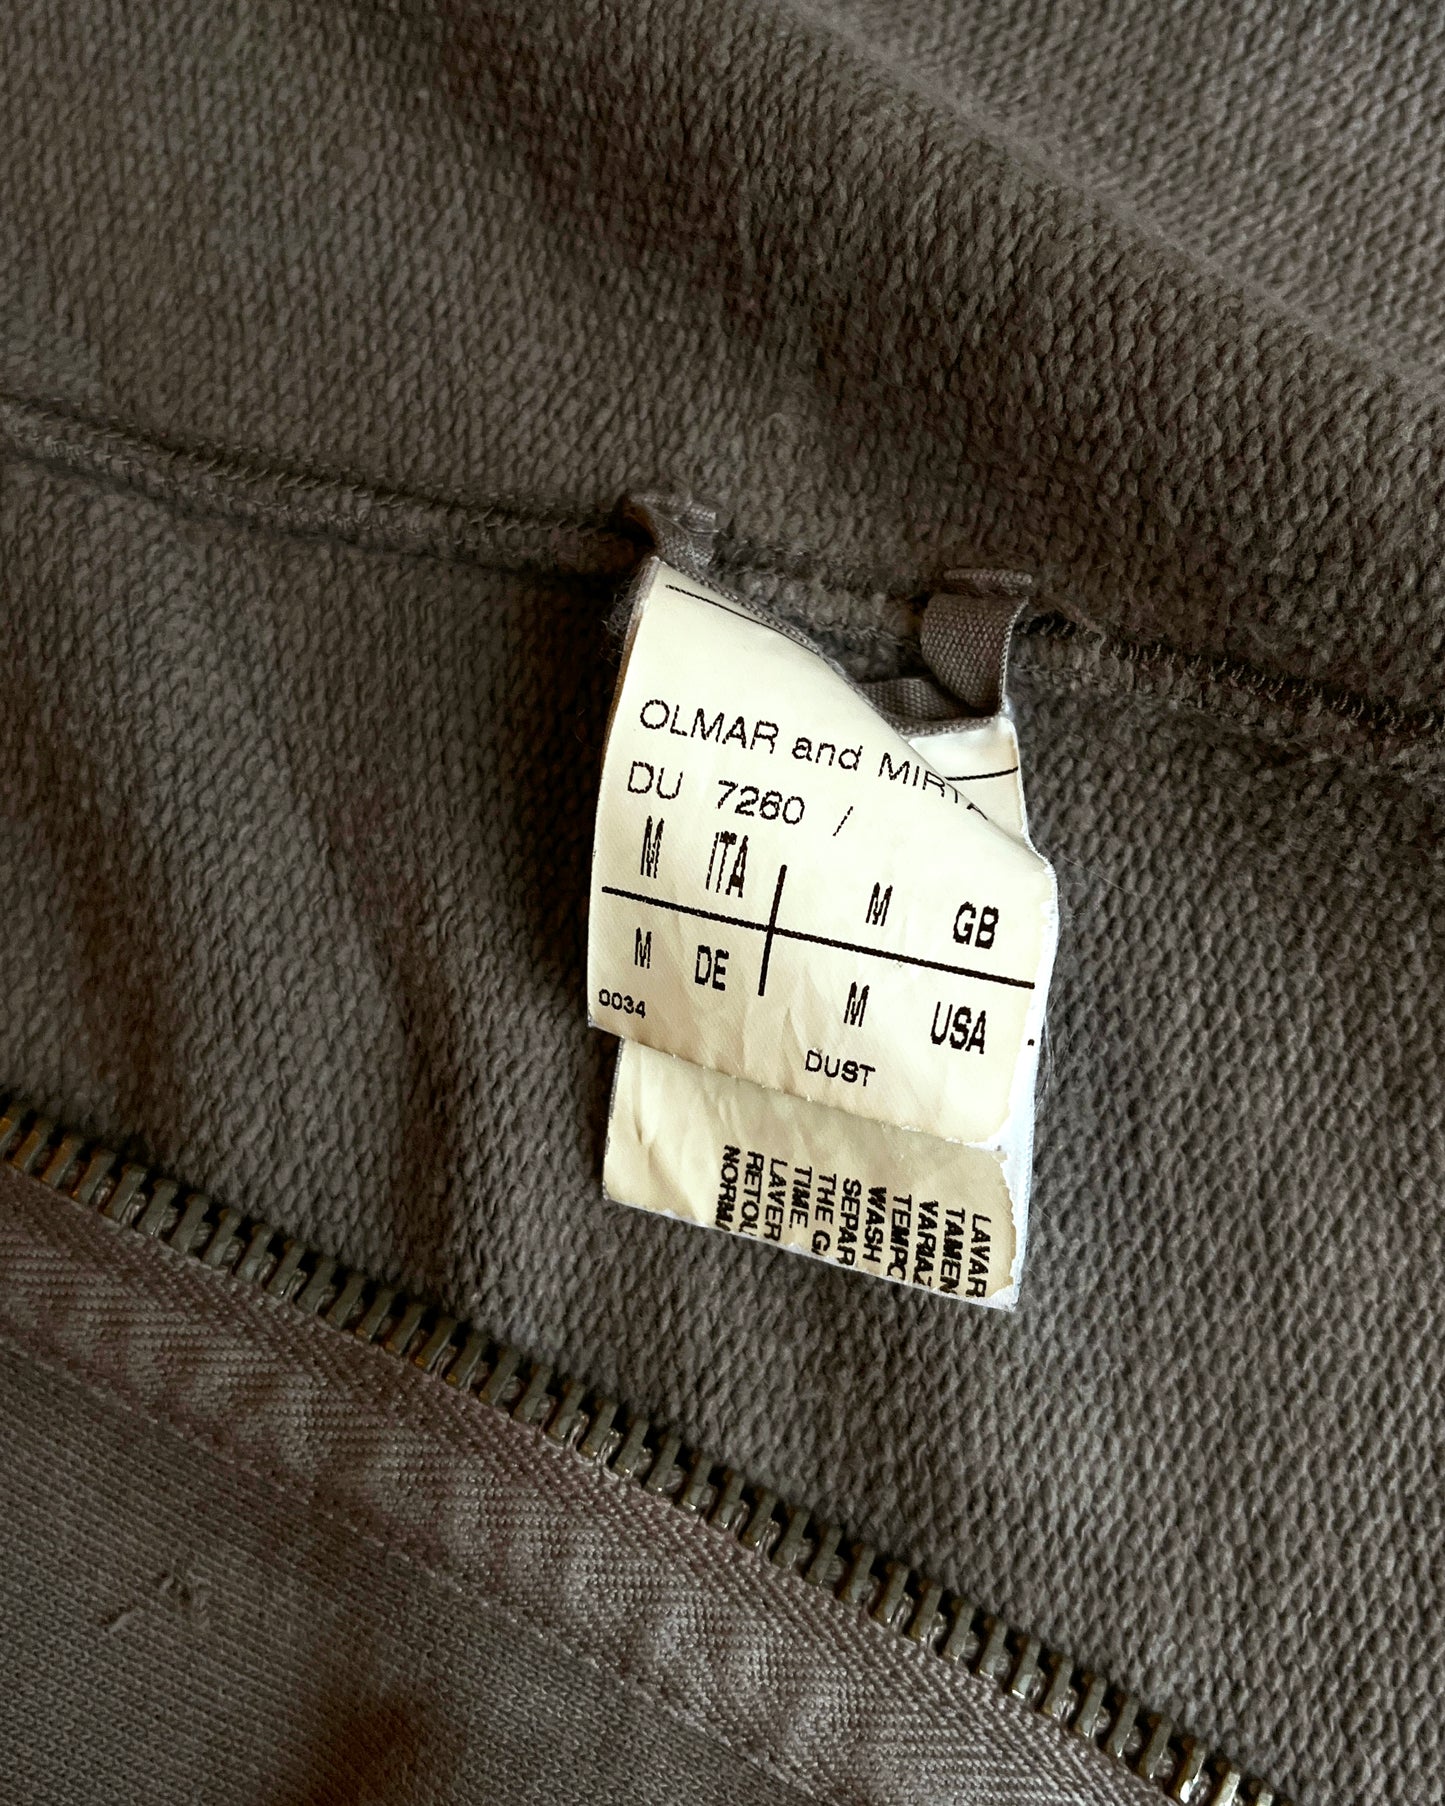 OLMAR and MIRTA
DU 7260 /
M ITA M GB
M DE M USA
0034
DUST
LAVAR
TAMEN
VARIAZ
TEMPO
WASH
SEPAR
THE G
TIME.
LAVER
RETOU
NORMA